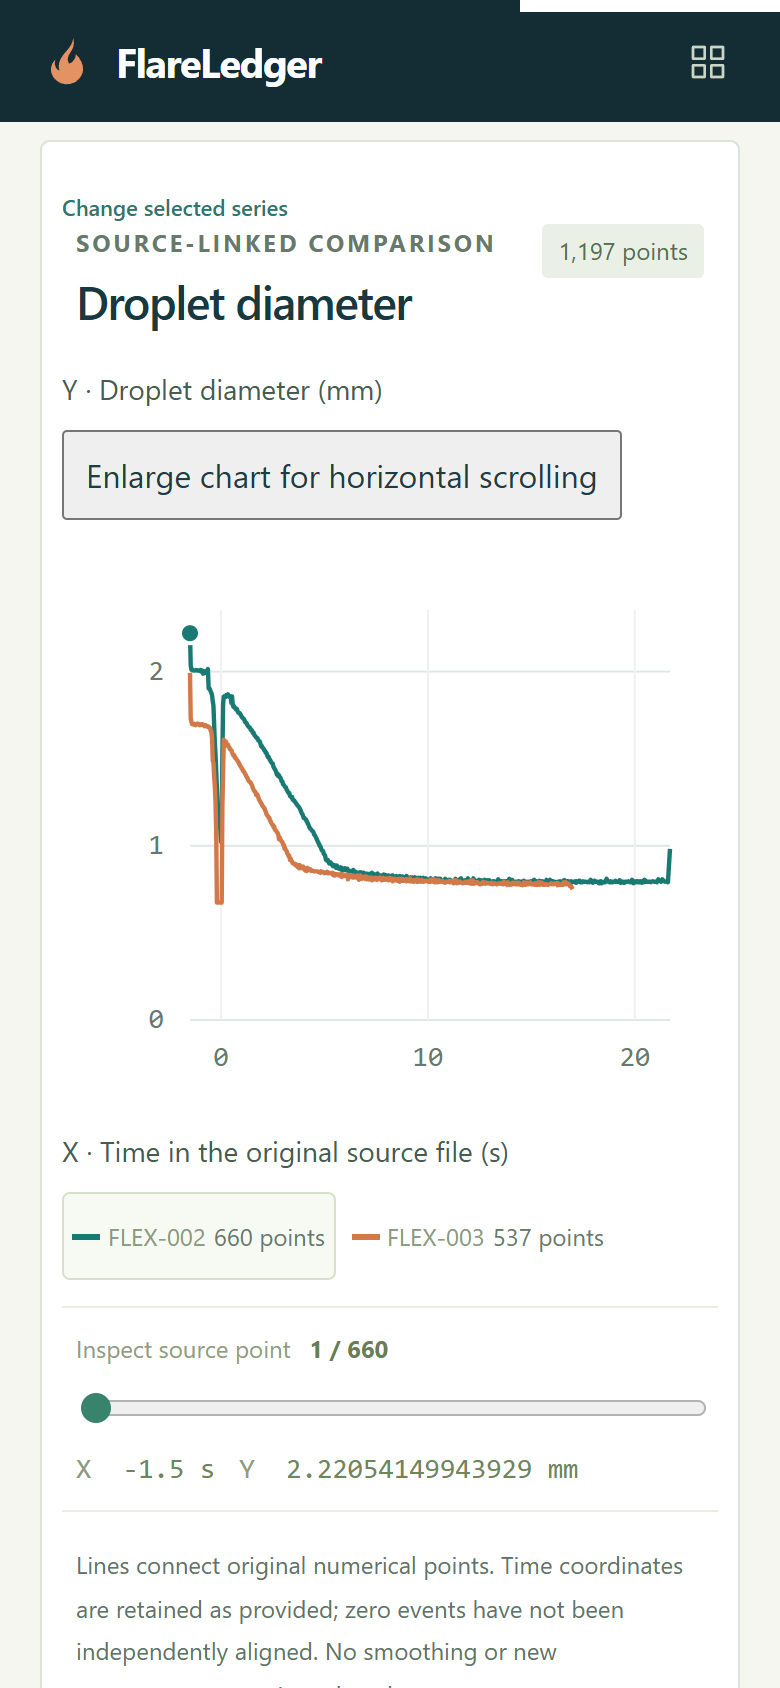 FlareLedger
Change selected series
SOURCE-LINKED COMPARISON
1,197 points
Droplet diameter
Y · Droplet diameter (mm)
Enlarge chart for horizontal scrolling
2
1
0
0 10 20
X · Time in the original source file (s)
FLEX-002 660 points FLEX-003 537 points
Inspect source point 1 / 660
X -1.5 s Y 2.22054149943929 mm
Lines connect original numerical points. Time coordinates
are retained as provided; zero events have not been
independently aligned. No smoothing or new